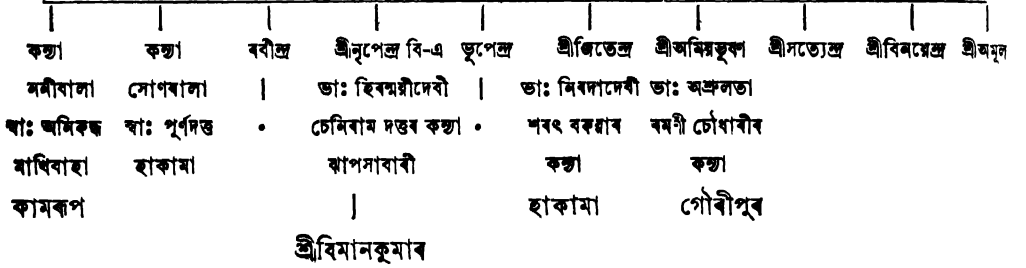 কন্যা কন্যা ৰবীন্দ্ৰ শ্ৰীনৃপেন্দ্ৰ বি-এ ভূপেন্দ্ৰ শ্ৰীজিতেন্দ্ৰ শ্ৰীঅমিয়ভূষণ শ্ৰীসত্যেন্দ্ৰ শ্ৰীবিনয়েন্দ্ৰ শ্ৰীঅমূল
ননীবালা সোণবালা | ভাঃ হিৰন্ময়ীদেবী | ভাঃ নিৰদাদেবী ভাঃ অশ্ৰুলতা
স্বাঃ অনিৰুদ্ধ স্বাঃ পূৰ্ণদত্ত • চেনিৰাম দত্তৰ কন্যা • শৰৎ বৰুৱাৰ ৰমণী চৌধাৰীৰ
মাখিবাহা হাকামা ঝাপসাবাৰী কন্যা কন্যা
কামৰূপ | হাকামা গৌৰীপুৰ
শ্ৰীবিমানকুমাৰ